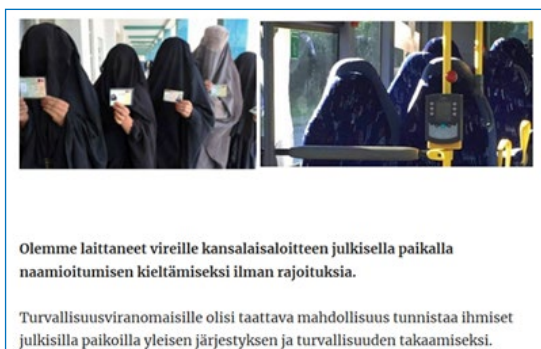 Olemme laittaneet vireille kansalaisaloitteen julkisella paikalla
naamioitumisen kieltämiseksi ilman rajoituksia.
Turvallisuusviranomaisille olisi taattava mahdollisuus tunnistaa ihmiset
julkisilla paikoilla yleisen järjestyksen ja turvallisuuden takaamiseksi.